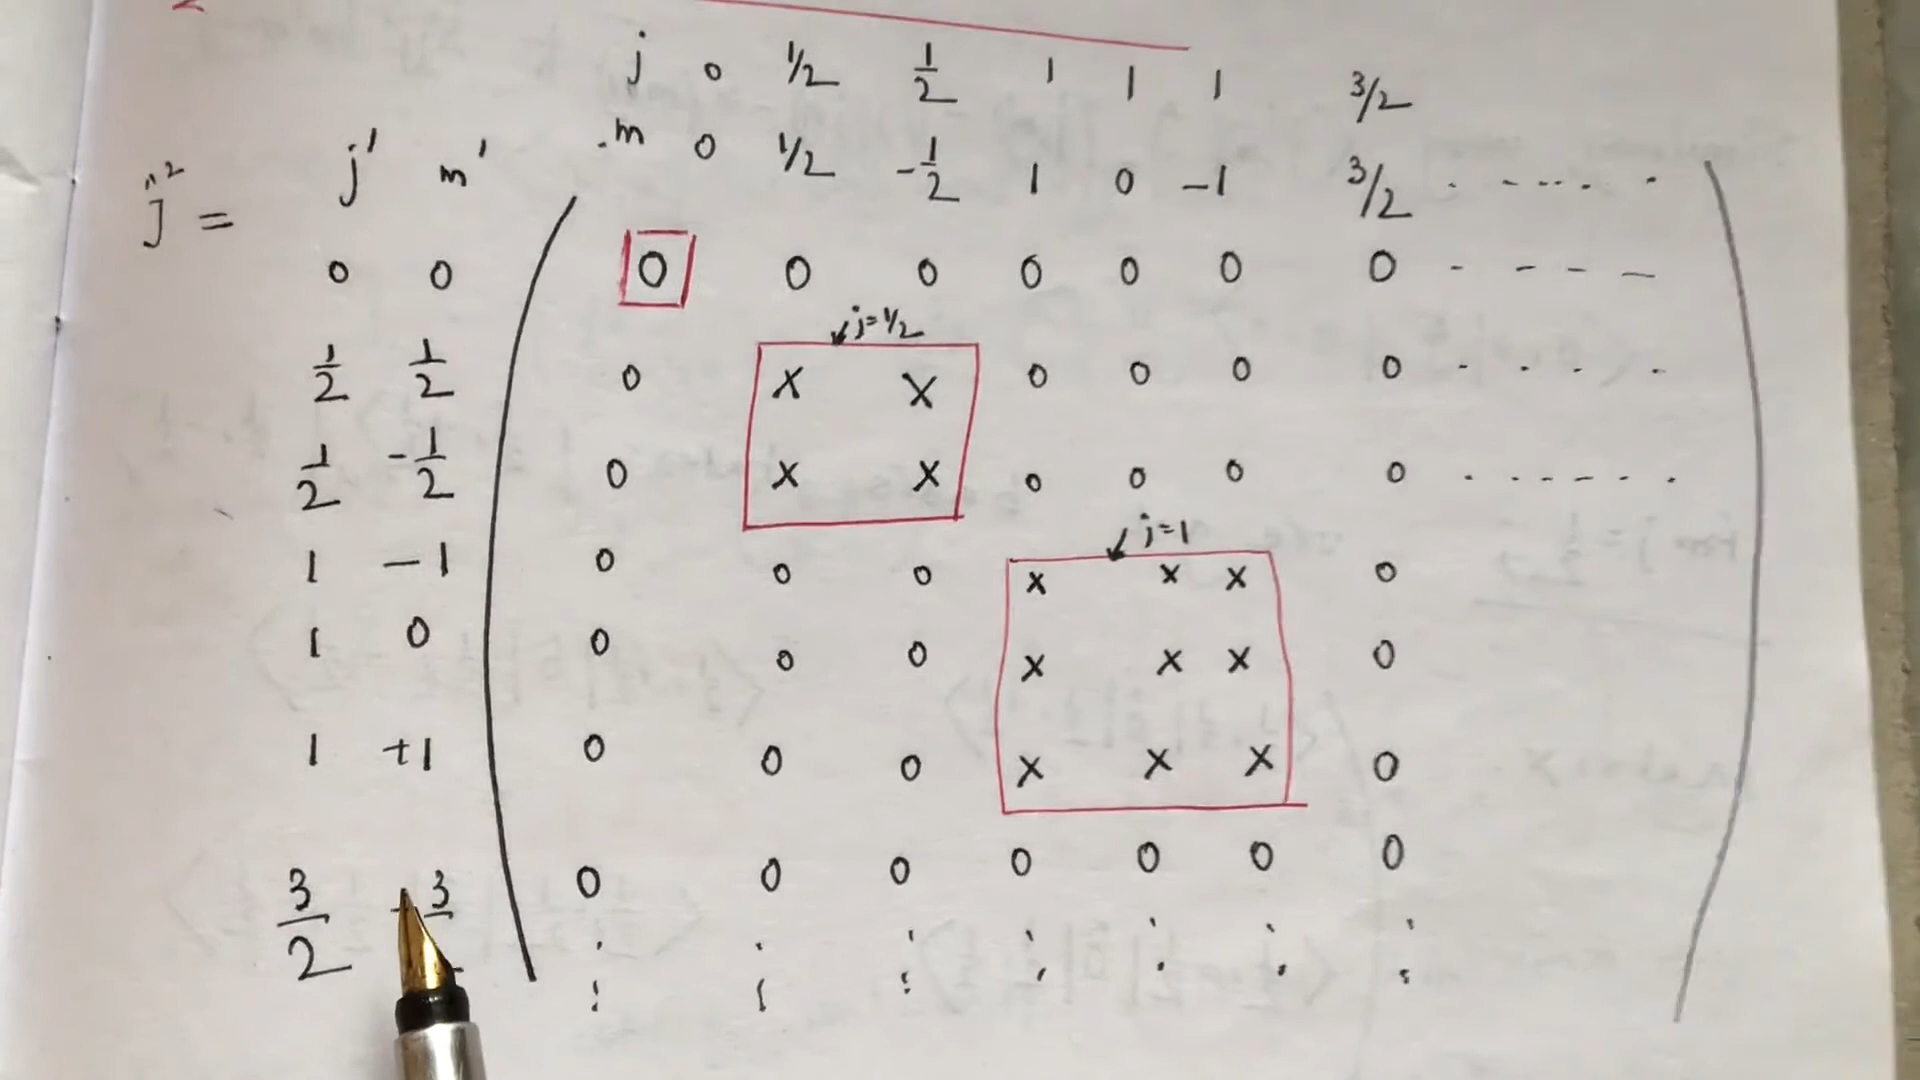 j 0 1/2 1/2 1 1 1 3/2
m 0 1/2 -1/2 1 0 -1 3/2 . - . . . . .
ĵ² = j' m'
0 0 0 0 0 0 0 0 0 - - - -
j=1/2
1/2 1/2 0 x x 0 0 0 0 . . . . .
1/2 -1/2 0 x x 0 0 0 0 . . . . . .
j=1
1 -1 0 0 0 x x x 0
1 0 0 0 0 x x x 0
1 +1 0 0 0 x x x 0
3/2 3 0 0 0 0 0 0 0